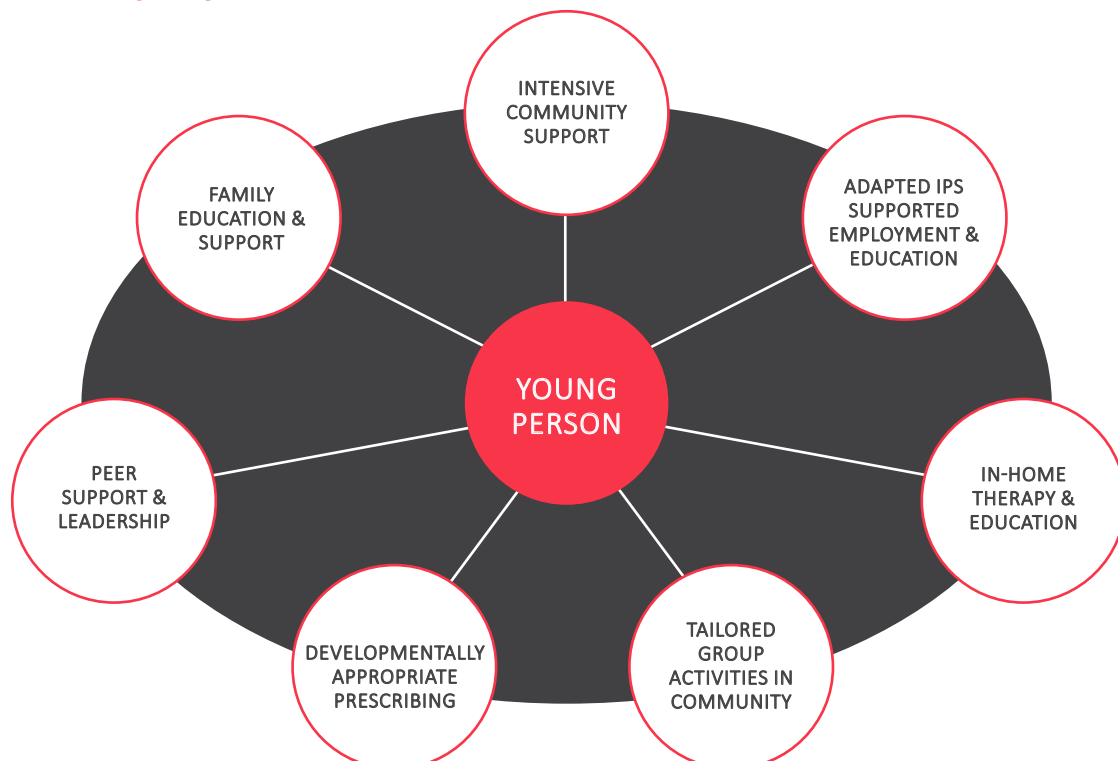 INTENSIVE
COMMUNITY
SUPPORT
FAMILY
EDUCATION &
SUPPORT
ADAPTED IPS
SUPPORTED
EMPLOYMENT &
EDUCATION
YOUNG
PERSON
PEER
SUPPORT &
LEADERSHIP
IN-HOME
THERAPY &
EDUCATION
DEVELOPMENTALLY
APPROPRIATE
PRESCRIBING
TAILORED
GROUP
ACTIVITIES IN
COMMUNITY